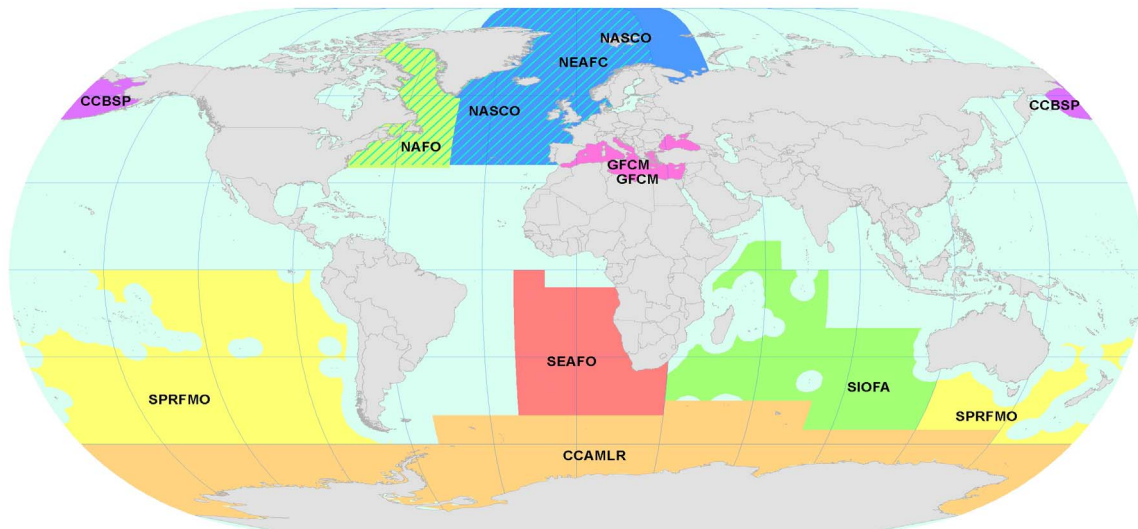 NASCO
NEAFC
CCBSP
CCBSP
NASCO
NAFO
GFCM
GFCM
SEAFO
SIOFA
SPRFMO
SPRFMO
CCAMLR